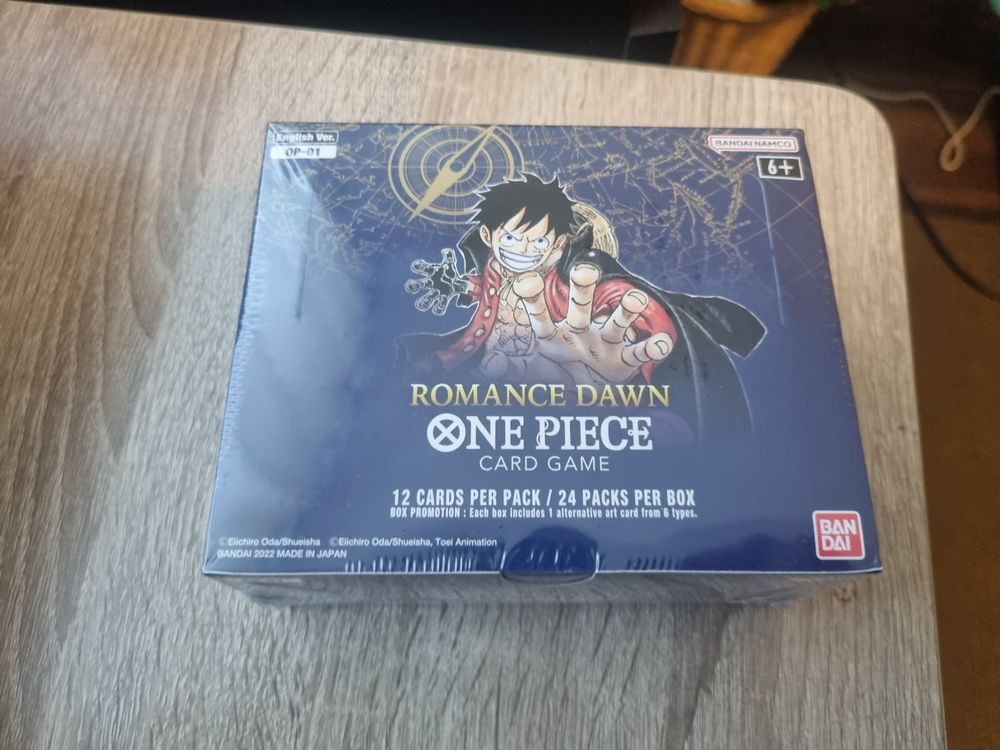 English Ver.
OP-01
BANDAI NAMCO
6+
ROMANCE DAWN
ONE PIECE
CARD GAME
12 CARDS PER PACK / 24 PACKS PER BOX
BOX PROMOTION : Each box includes 1 alternative art card from 6 types.
©Eiichiro Oda/Shueisha ©Eiichiro Oda/Shueisha, Toei Animation
BANDAI 2022 MADE IN JAPAN
BAN
DAI